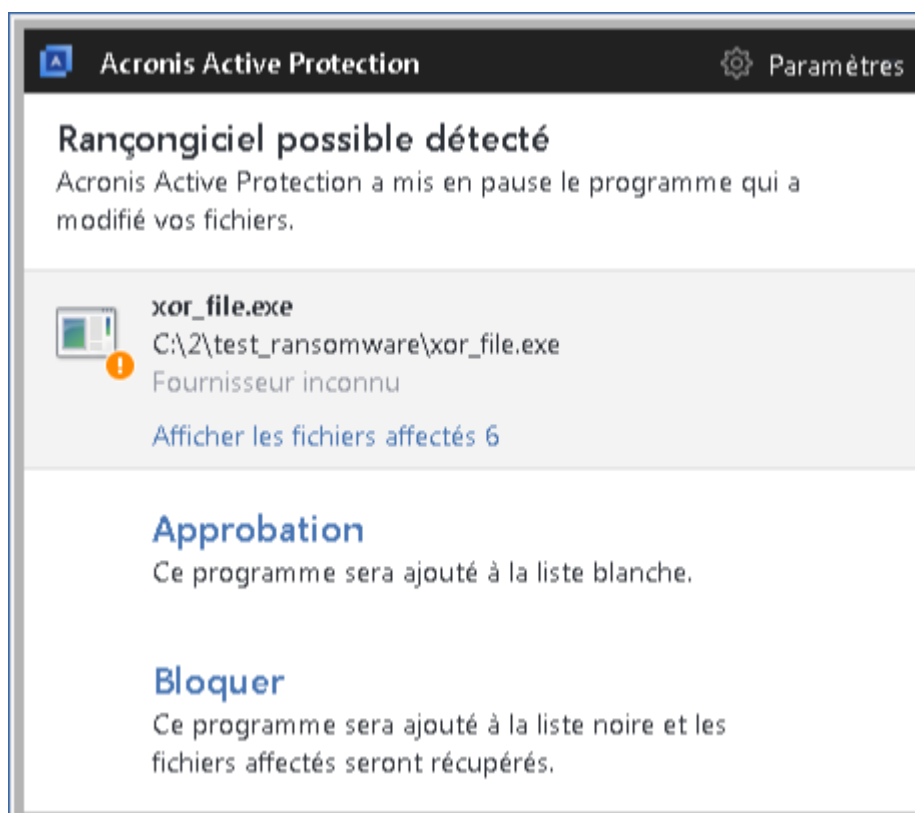 Acronis Active Protection
Paramètres
Rançongiciel possible détecté
Acronis Active Protection a mis en pause le programme qui a
modifié vos fichiers.
xor_file.exe
C:\2\test_ransomware\xor_file.exe
Fournisseur inconnu
Afficher les fichiers affectés 6
Approbation
Ce programme sera ajouté à la liste blanche.
Bloquer
Ce programme sera ajouté à la liste noire et les
fichiers affectés seront récupérés.